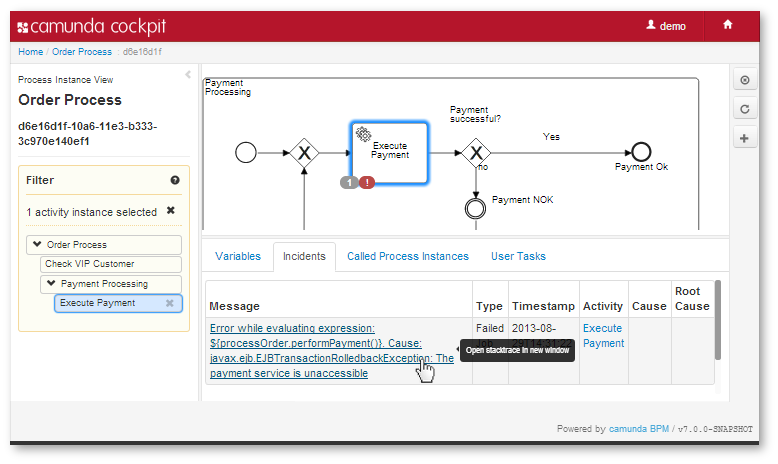 camunda cockpit
demo
Home / Order Process : d6e16d1f
Process Instance View
Order Process
d6e16d1f-10a6-11e3-b333-
3c970e140ef1
Filter
1 activity instance selected
Order Process
Check VIP Customer
Payment Processing
Execute Payment
Payment
Processing
Execute
Payment
1
!
Payment
successful?
no
Yes
Payment Ok
Payment NOK
Variables
Incidents
Called Process Instances
User Tasks
Message Type Timestamp Activity Cause Root
Cause
Error while evaluating expression:
${processOrder.performPayment()}. Cause:
javax.ejb.EJBTransactionRolledbackException: The
payment service is unaccessible
Failed
2013-08-
Execute
Payment
Open stacktrace in new window
Powered by camunda BPM / v7.0.0-SNAPSHOT